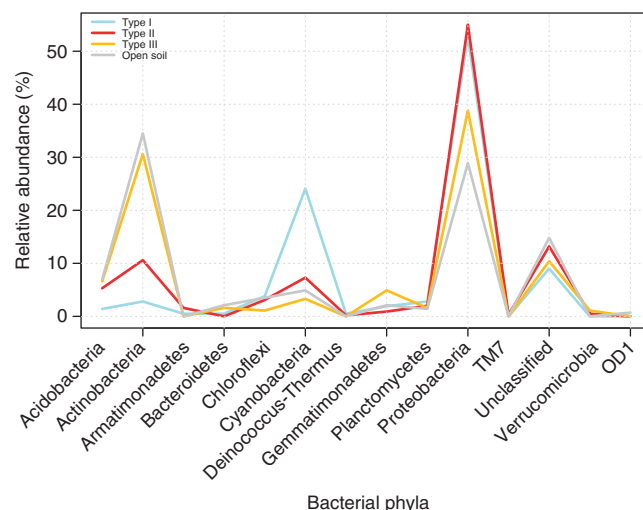 Type I
Type II
Type III
Open soil
Relative abundance (%)
50
40
30
20
10
0
Acidobacteria
Actinobacteria
Armatimonadetes
Bacteroidetes
Chloroflexi
Cyanobacteria
Deinococcus-Thermus
Gemmatimonadetes
Planctomycetes
Proteobacteria
TM7
Unclassified
Verrucomicrobia
OD1
Bacterial phyla